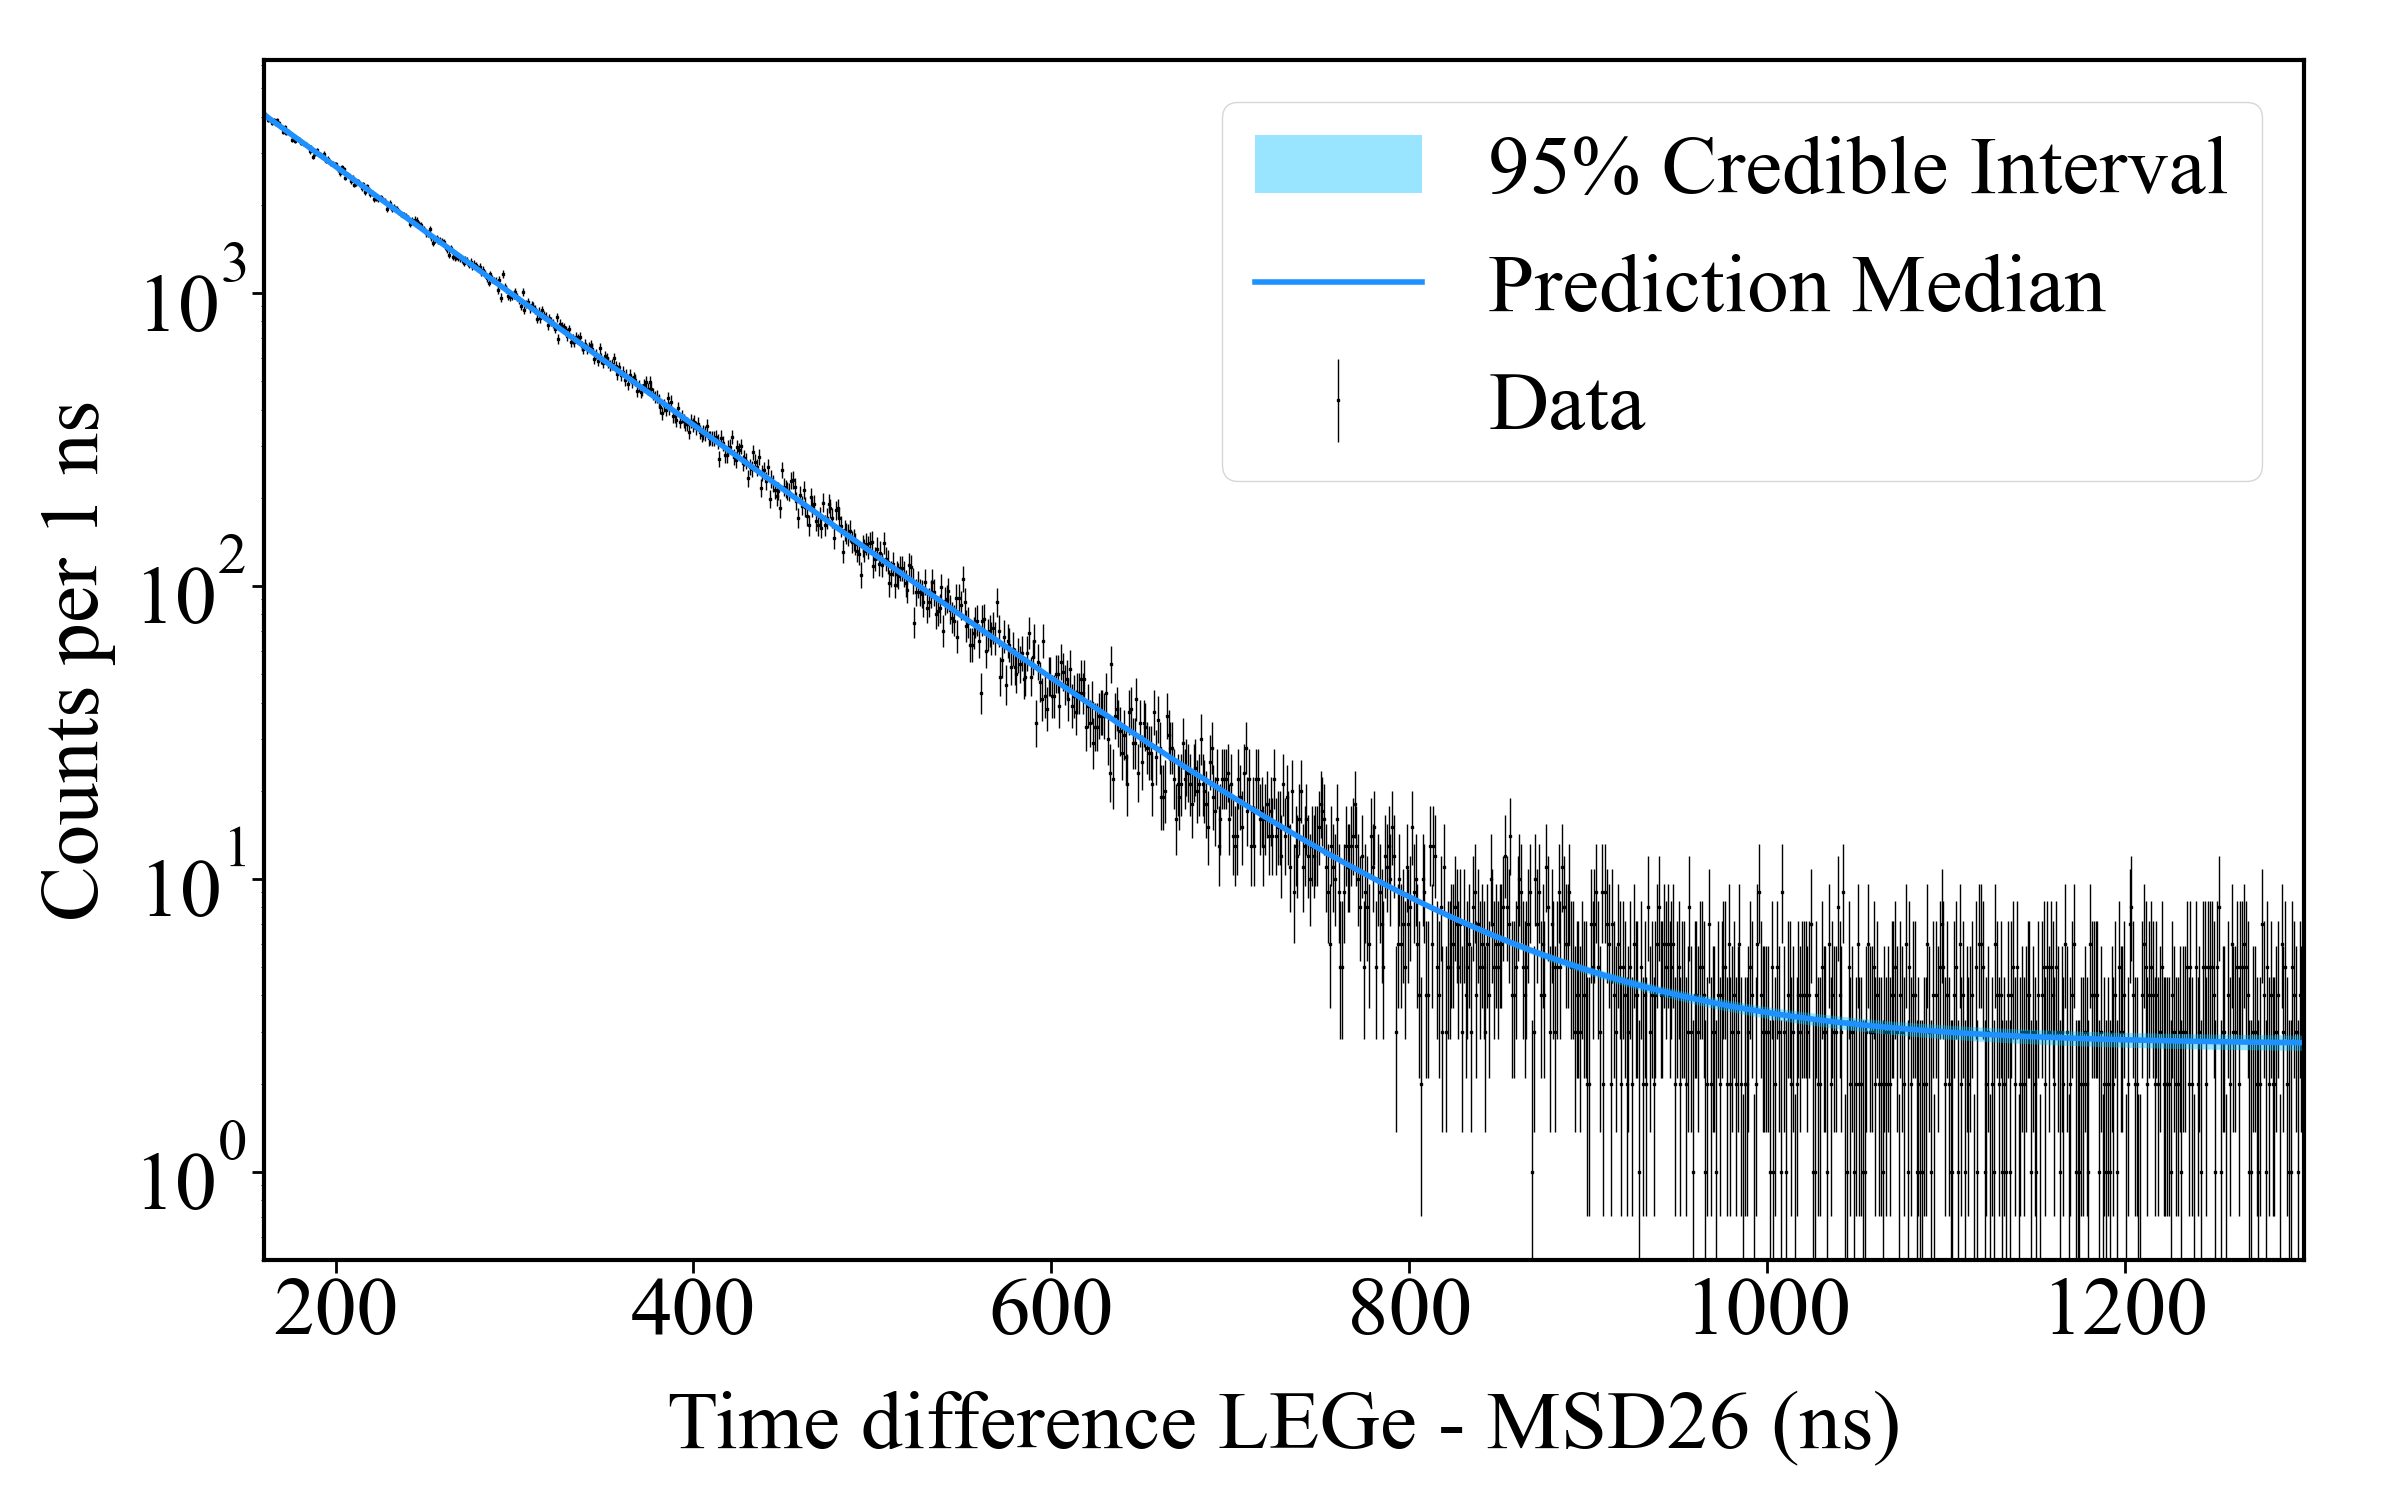 95% Credible Interval
Prediction Median
Data
Counts per 1 ns
10^3
10^2
10^1
10^0
200 400 600 800 1000 1200
Time difference LEGe - MSD26 (ns)